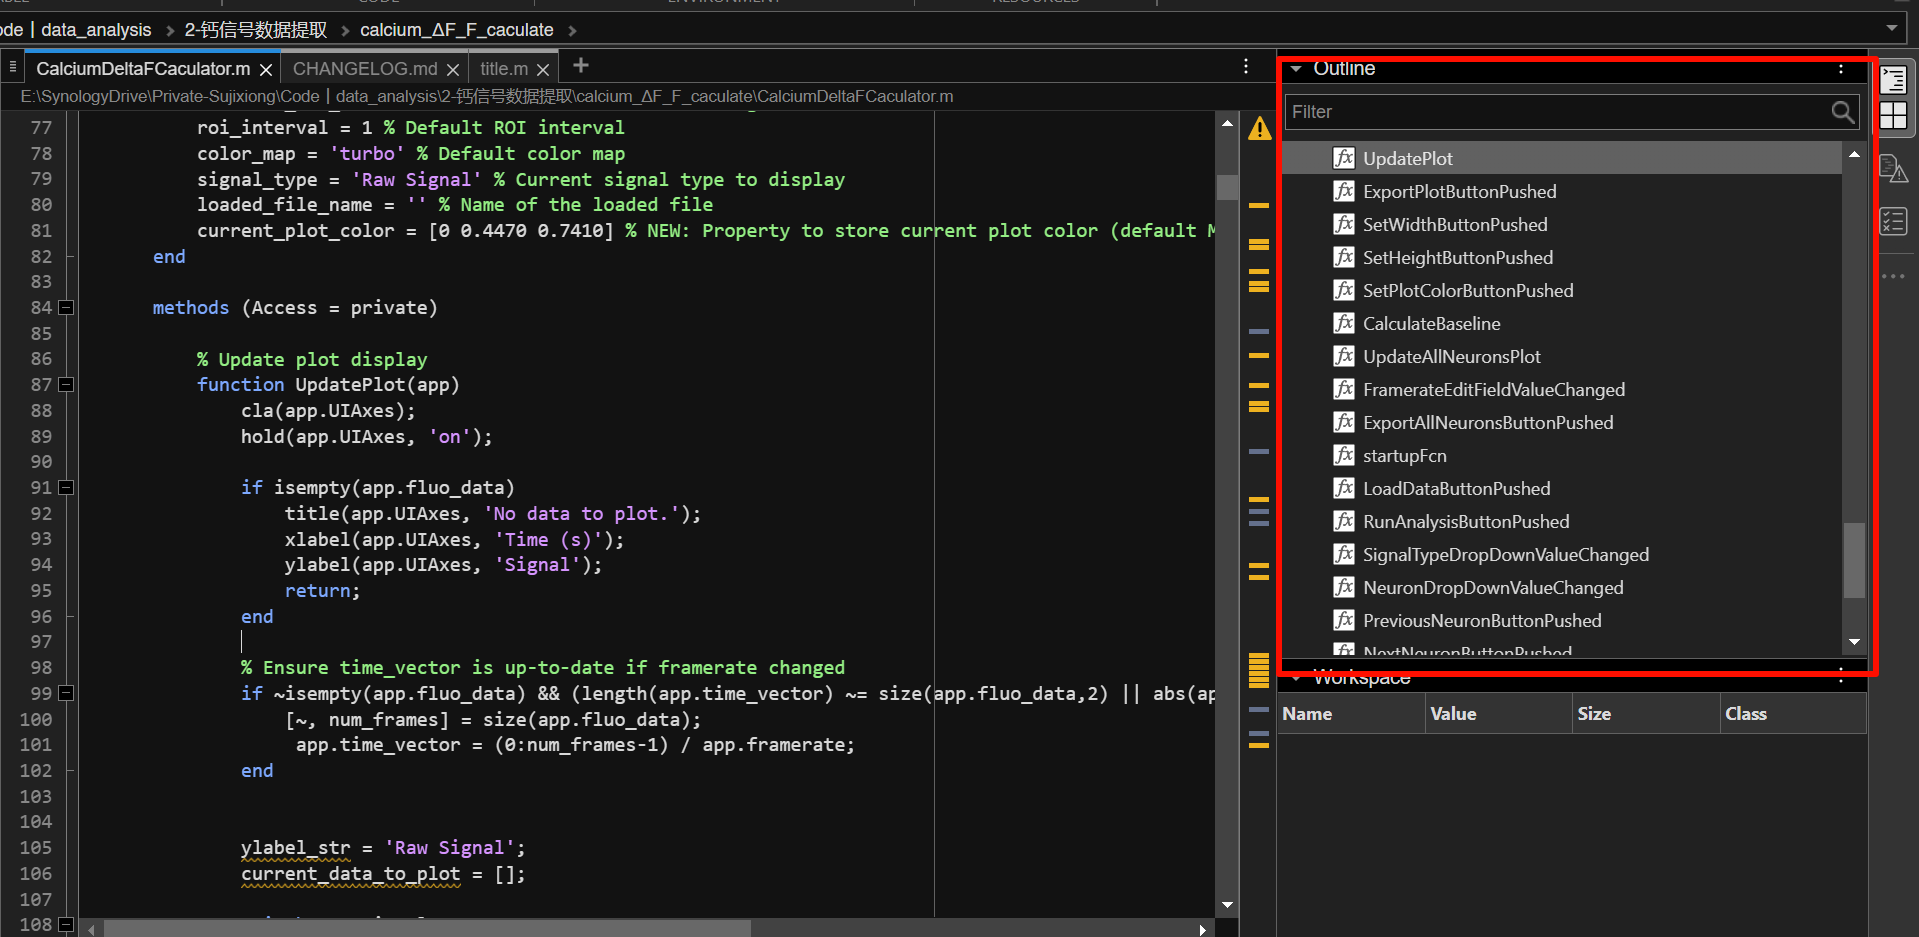 CODE
ENVIRONMENT
RESOURCES
ode | data_analysis > 2-钙信号数据提取 > calcium_ΔF_F_caculate >
CalciumDeltaFCaculator.m
CHANGELOG.md
title.m
E:\SynologyDrive\Private-Sujixiong\Code | data_analysis\2-钙信号数据提取\calcium_ΔF_F_caculate\CalciumDeltaFCaculator.m
77 roi_interval = 1 % Default ROI interval
78 color_map = 'turbo' % Default color map
79 signal_type = 'Raw Signal' % Current signal type to display
80 loaded_file_name = '' % Name of the loaded file
81 current_plot_color = [0 0.4470 0.7410] % NEW: Property to store current plot color (default M
82 end
83
84 methods (Access = private)
85
86 % Update plot display
87 function UpdatePlot(app)
88 cla(app.UIAxes);
89 hold(app.UIAxes, 'on');
90
91 if isempty(app.fluo_data)
92 title(app.UIAxes, 'No data to plot.');
93 xlabel(app.UIAxes, 'Time (s)');
94 ylabel(app.UIAxes, 'Signal');
95 return;
96 end
97
98 % Ensure time_vector is up-to-date if framerate changed
99 if ~isempty(app.fluo_data) && (length(app.time_vector) ~= size(app.fluo_data,2) || abs(ap
100 [~, num_frames] = size(app.fluo_data);
101 app.time_vector = (0:num_frames-1) / app.framerate;
102 end
103
104
105 ylabel_str = 'Raw Signal';
106 current_data_to_plot = [];
107
108
Outline
Filter
UpdatePlot
ExportPlotButtonPushed
SetWidthButtonPushed
SetHeightButtonPushed
SetPlotColorButtonPushed
CalculateBaseline
UpdateAllNeuronsPlot
FramerateEditFieldValueChanged
ExportAllNeuronsButtonPushed
startupFcn
LoadDataButtonPushed
RunAnalysisButtonPushed
SignalTypeDropDownValueChanged
NeuronDropDownValueChanged
PreviousNeuronButtonPushed
NextNeuronButtonPushed
Workspace
Name Value Size Class